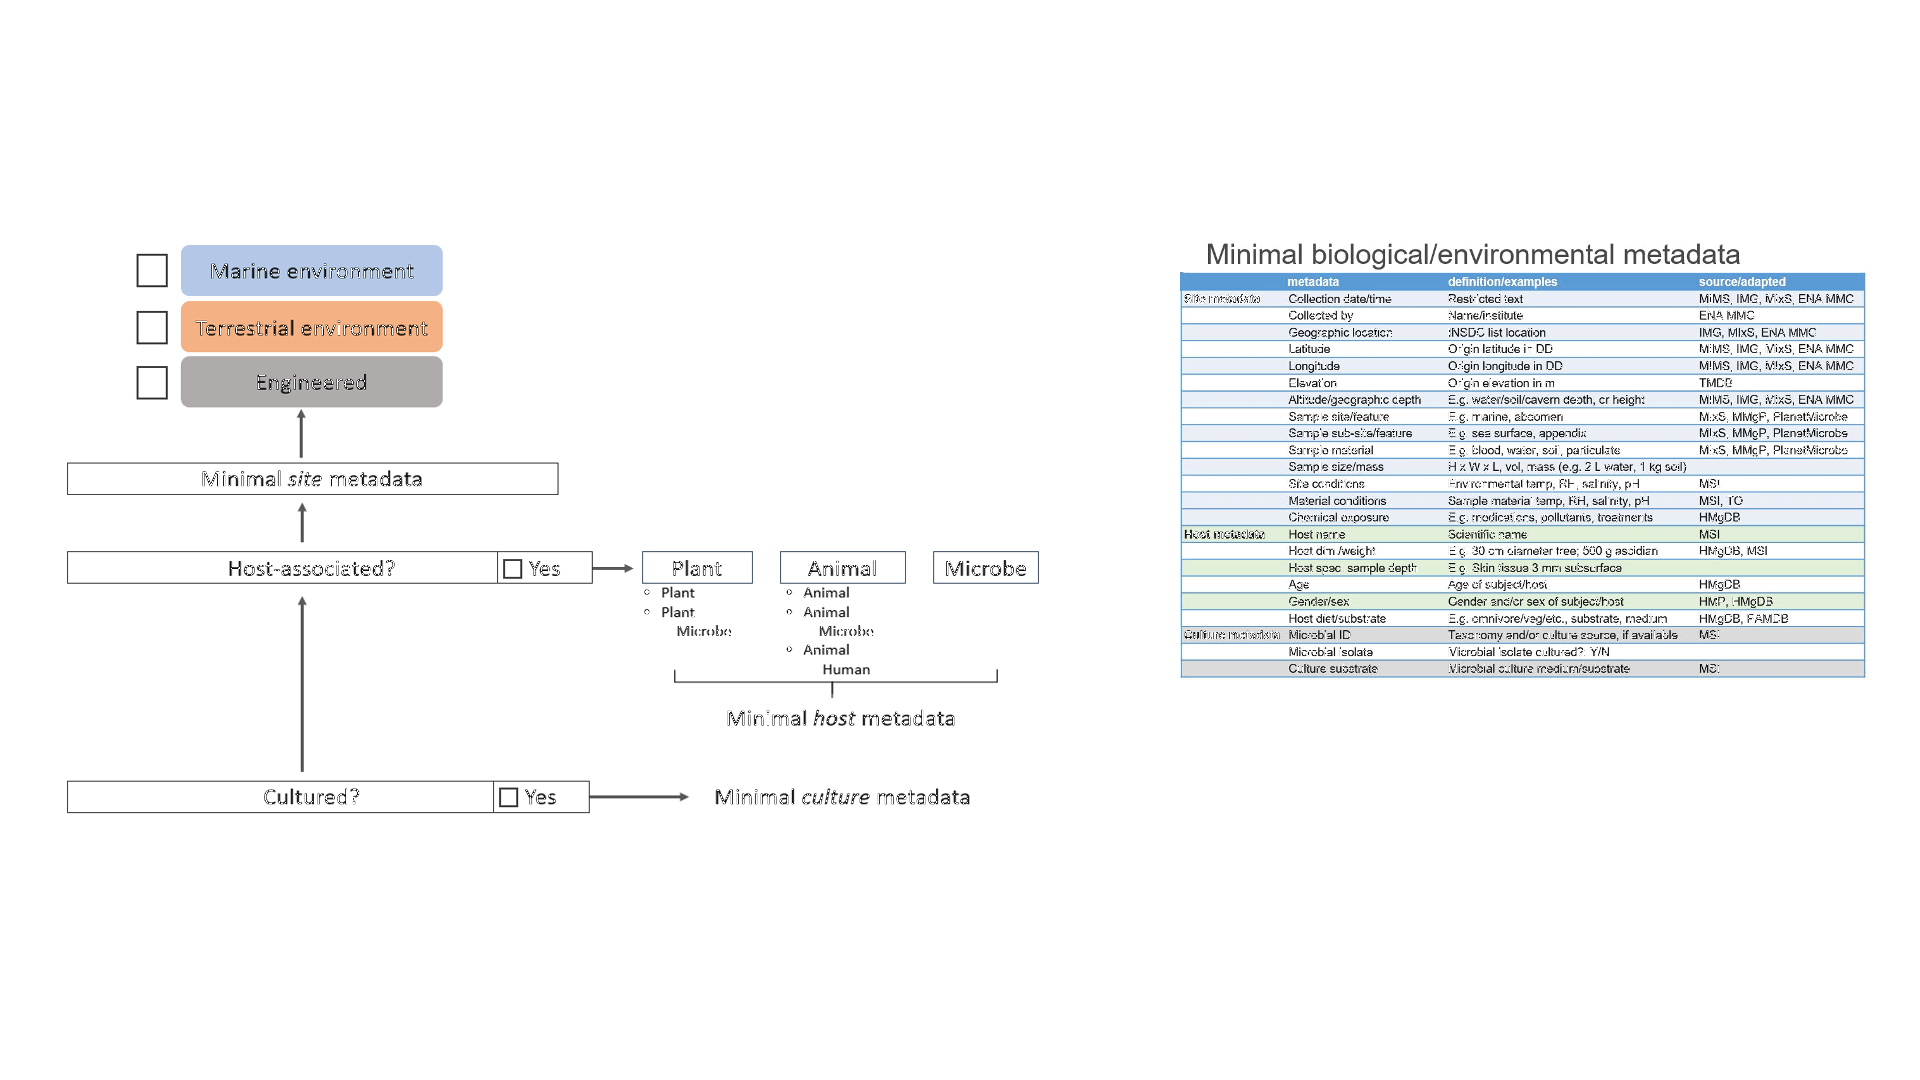 Marine environment
Terrestrial environment
Engineered
Minimal site metadata
Host-associated?
Yes
Plant
Animal
Microbe
Plant
Plant
Microbe
Animal
Animal
Microbe
Animal
Human
Minimal host metadata
Cultured?
Yes
Minimal culture metadata
Minimal biological/environmental metadata
metadata definition/examples source/adapted
Site metadata Collection date/time Restricted text MIMS, IMG, MIxS, ENA MMC
Collected by Name/institute ENA MMC
Geographic location INSDC list location IMG, MIxS, ENA MMC
Latitude Origin latitude in DD MIMS, IMG, MIxS, ENA MMC
Longitude Origin longitude in DD MIMS, IMG, MIxS, ENA MMC
Elevation Origin elevation in m TMDB
Altitude/geographic depth E.g. water/soil/cavern depth, or height MIMS, IMG, MIxS, ENA MMC
Sample site/feature E.g. marine, abdomen MIxS, MMgP, PlanetMicrobe
Sample sub-site/feature E.g. sea surface, appendix MIxS, MMgP, PlanetMicrobe
Sample material E.g. blood, water, soil, particulate MIxS, MMgP, PlanetMicrobe
Sample size/mass H x W x L, vol, mass (e.g. 2 L water, 1 kg soil)
Site conditions Environmental temp, RH, salinity, pH MSI
Material conditions Sample material temp, RH, salinity, pH MSI, TO
Chemical exposure E.g. medications, pollutants, treatments HMgDB
Host metadata Host name Scientific name MSI
Host dim./weight E.g. 30 cm diameter tree; 500 g ascidian HMgDB, MSI
Host spec. sample depth E.g. Skin tissue 3 mm subsurface
Age Age of subject/host HMgDB
Gender/sex Gender and/or sex of subject/host HMP, HMgDB
Host diet/substrate E.g. omnivore/veg/etc., substrate, medium HMgDB, FAMDB
Culture metadata Microbial ID Taxonomy and/or culture source, if available MSI
Microbial isolate Microbial isolate cultured?: Y/N
Culture substrate Microbial culture medium/substrate MSI